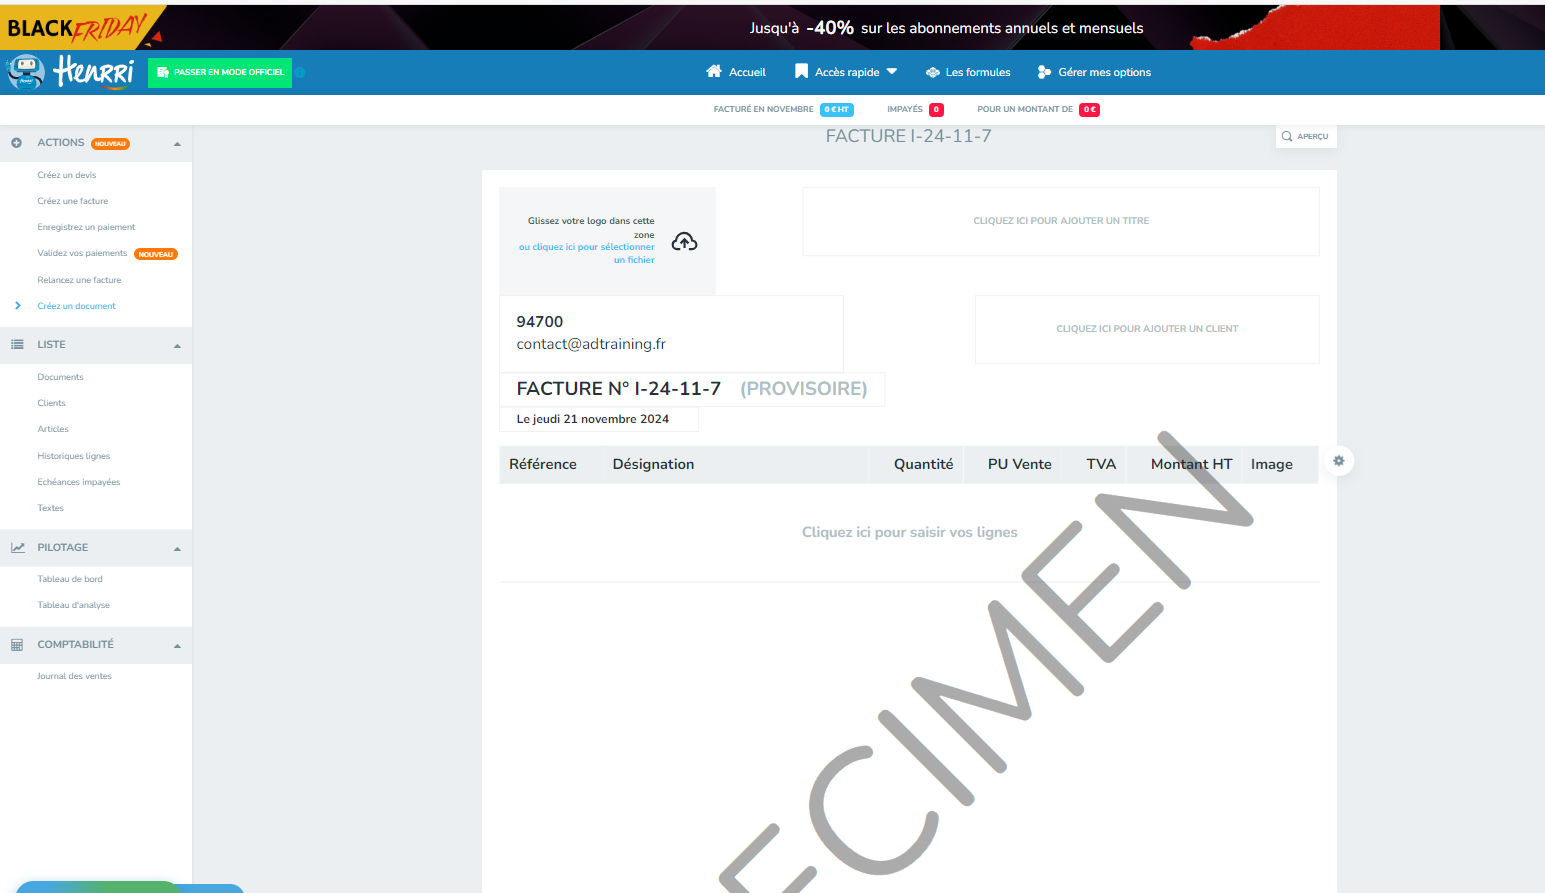 BLACK FRIDAY
Jusqu'à -40% sur les abonnements annuels et mensuels
Henrri
PASSER EN MODE OFFICIEL
Accueil
Accès rapide
Les formules
Gérer mes options
FACTURÉ EN NOVEMBRE 0 € HT
IMPAYÉS 0
POUR UN MONTANT DE 0 €
ACTIONS NOUVEAU
Créez un devis
Créez une facture
Enregistrez un paiement
Validez vos paiements NOUVEAU
Relancez une facture
Créez un document
LISTE
Documents
Clients
Articles
Historiques lignes
Echéances impayées
Textes
PILOTAGE
Tableau de bord
Tableau d'analyse
COMPTABILITÉ
Journal des ventes
FACTURE I-24-11-7
APERÇU
Glissez votre logo dans cette
zone
ou cliquez ici pour sélectionner
un fichier
CLIQUEZ ICI POUR AJOUTER UN TITRE
94700
contact@adtraining.fr
CLIQUEZ ICI POUR AJOUTER UN CLIENT
FACTURE N° I-24-11-7 (PROVISOIRE)
Le jeudi 21 novembre 2024
Référence Désignation Quantité PU Vente TVA Montant HT Image
Cliquez ici pour saisir vos lignes
ECIMEN